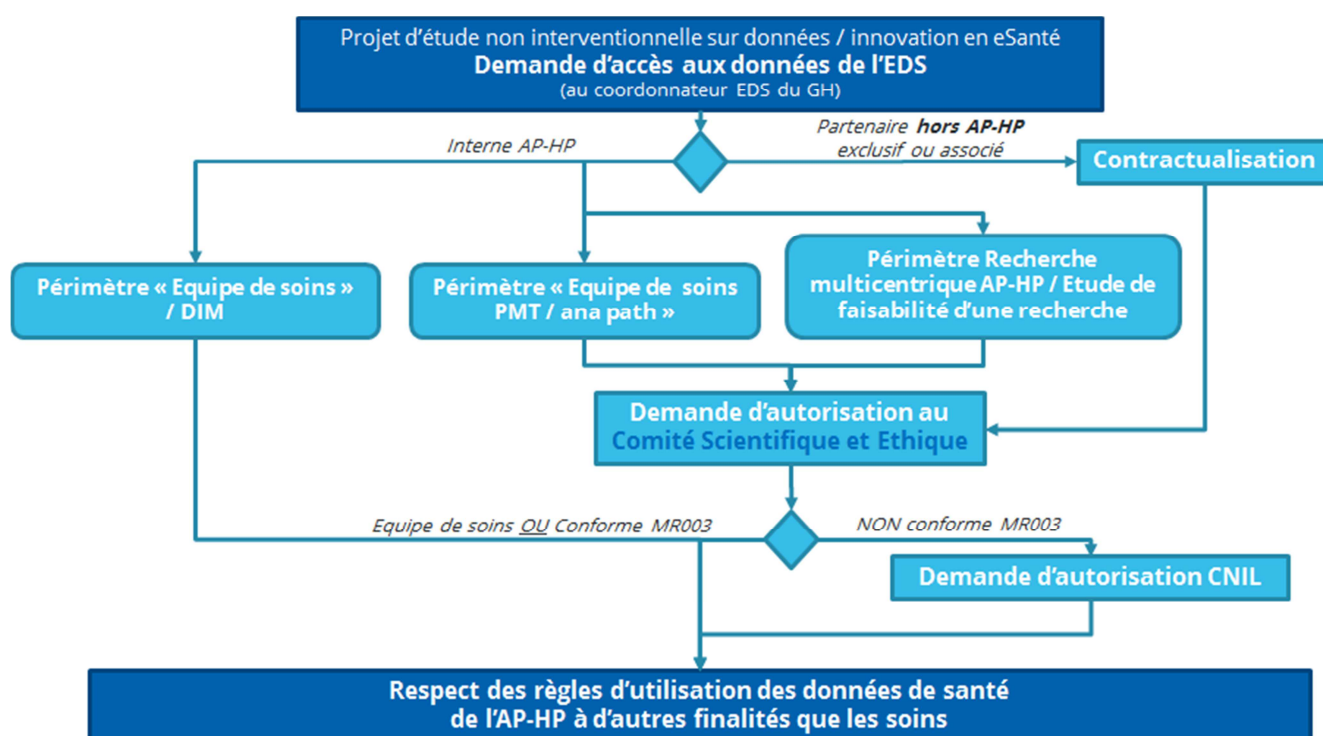 Projet d'étude non interventionnelle sur données / innovation en eSanté
Demande d'accès aux données de l'EDS
(au coordonnateur EDS du GH)
Interne AP-HP
Partenaire hors AP-HP
exclusif ou associé
Contractualisation
Périmètre « Equipe de soins »
/ DIM
Périmètre « Equipe de soins
PMT / ana path »
Périmètre Recherche
multicentrique AP-HP / Etude de
faisabilité d'une recherche
Demande d'autorisation au
Comité Scientifique et Ethique
Equipe de soins OU Conforme MR003
NON conforme MR003
Demande d'autorisation CNIL
Respect des règles d'utilisation des données de santé
de l'AP-HP à d'autres finalités que les soins